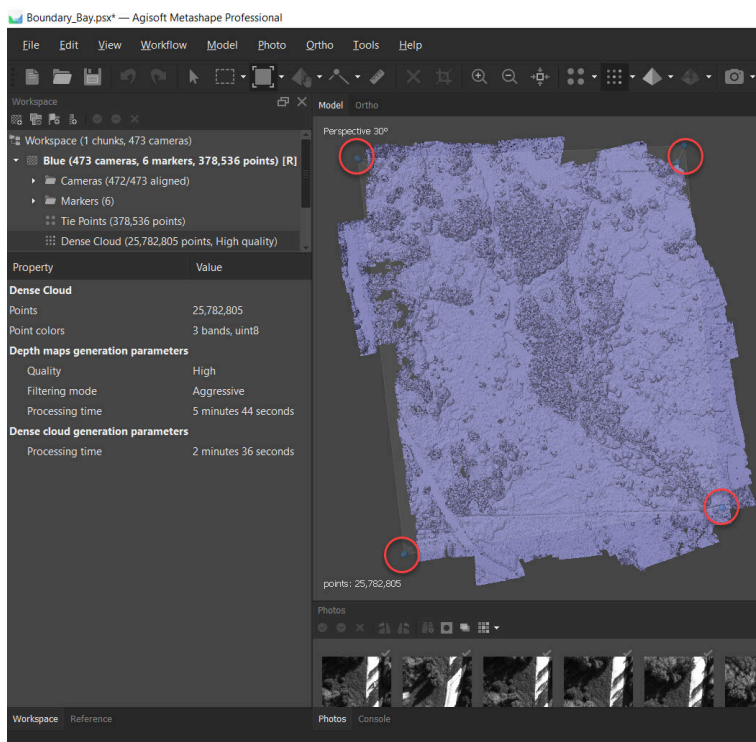 Boundary_Bay.psx* — Agisoft Metashape Professional
File Edit View Workflow Model Photo Ortho Tools Help
Workspace
Workspace (1 chunks, 473 cameras)
Blue (473 cameras, 6 markers, 378,536 points) [R]
Cameras (472/473 aligned)
Markers (6)
Tie Points (378,536 points)
Dense Cloud (25,782,805 points, High quality)
Property Value
Dense Cloud
Points 25,782,805
Point colors 3 bands, uint8
Depth maps generation parameters
Quality High
Filtering mode Aggressive
Processing time 5 minutes 44 seconds
Dense cloud generation parameters
Processing time 2 minutes 36 seconds
Workspace Reference
Model Ortho
Perspective 30°
points: 25,782,805
Photos
Photos Console